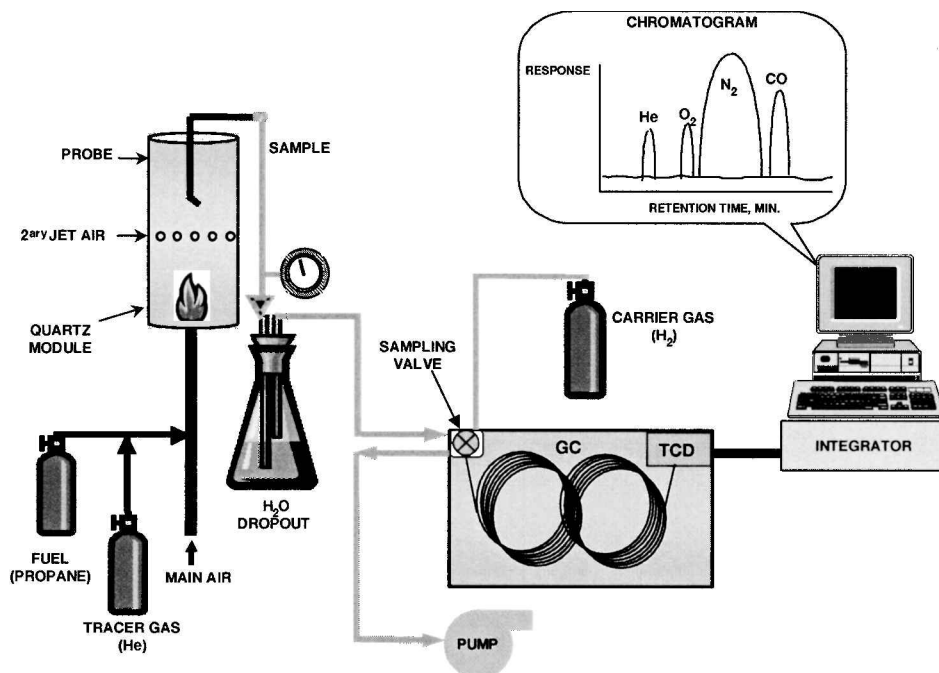 CHROMATOGRAM
RESPONSE
He
O₂
N₂
CO
RETENTION TIME, MIN.
PROBE
SAMPLE
2ᵃʳʸ JET AIR
QUARTZ
MODULE
CARRIER GAS
(H₂)
SAMPLING
VALVE
GC
TCD
INTEGRATOR
H₂O
DROPOUT
FUEL
(PROPANE)
MAIN AIR
TRACER GAS
(He)
PUMP